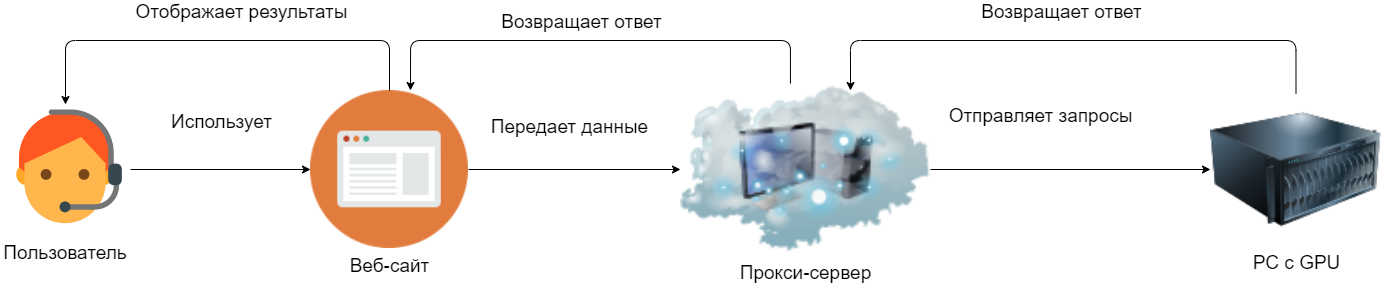 Отображает результаты
Возвращает ответ
Возвращает ответ
Использует
Передает данные
Отправляет запросы
Пользователь
Веб-сайт
Прокси-сервер
PC с GPU